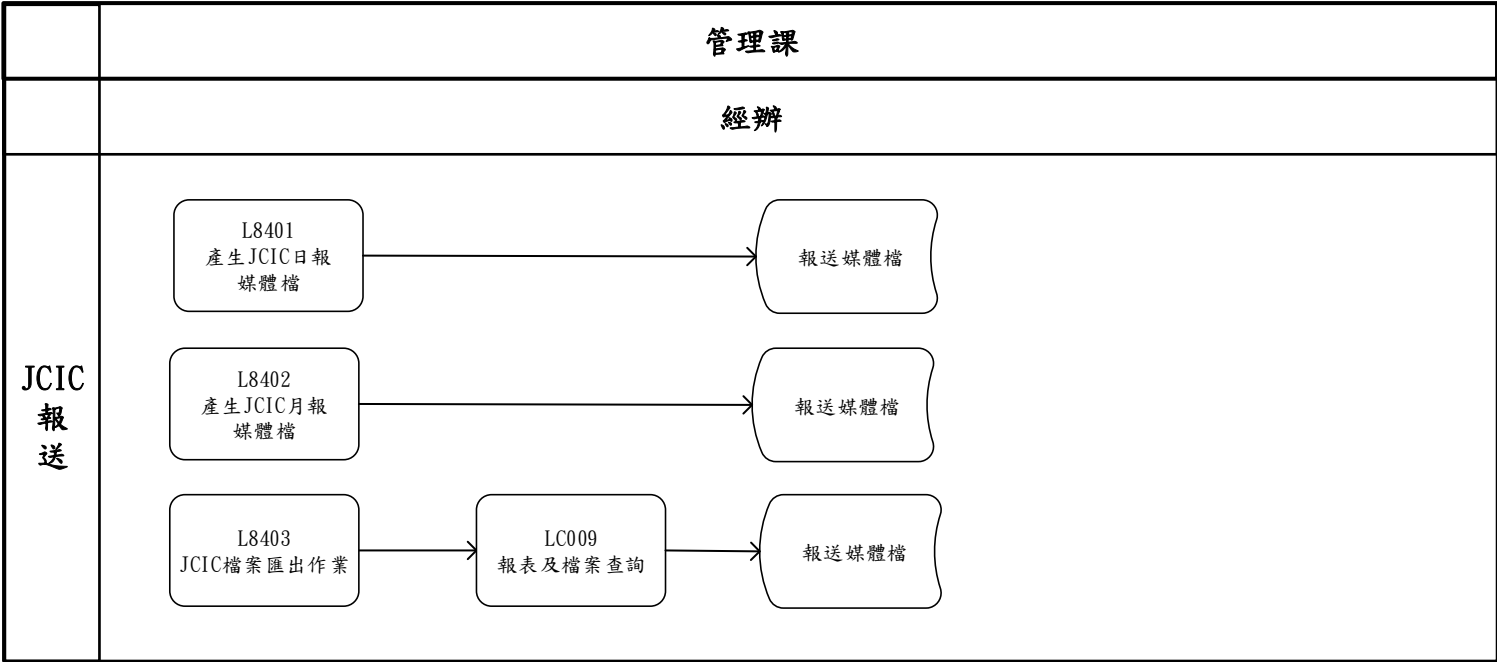 管理課
經辦
JCIC
報
送
L8401
產生JCIC日報
媒體檔
報送媒體檔
L8402
產生JCIC月報
媒體檔
報送媒體檔
L8403
JCIC檔案匯出作業
LC009
報表及檔案查詢
報送媒體檔